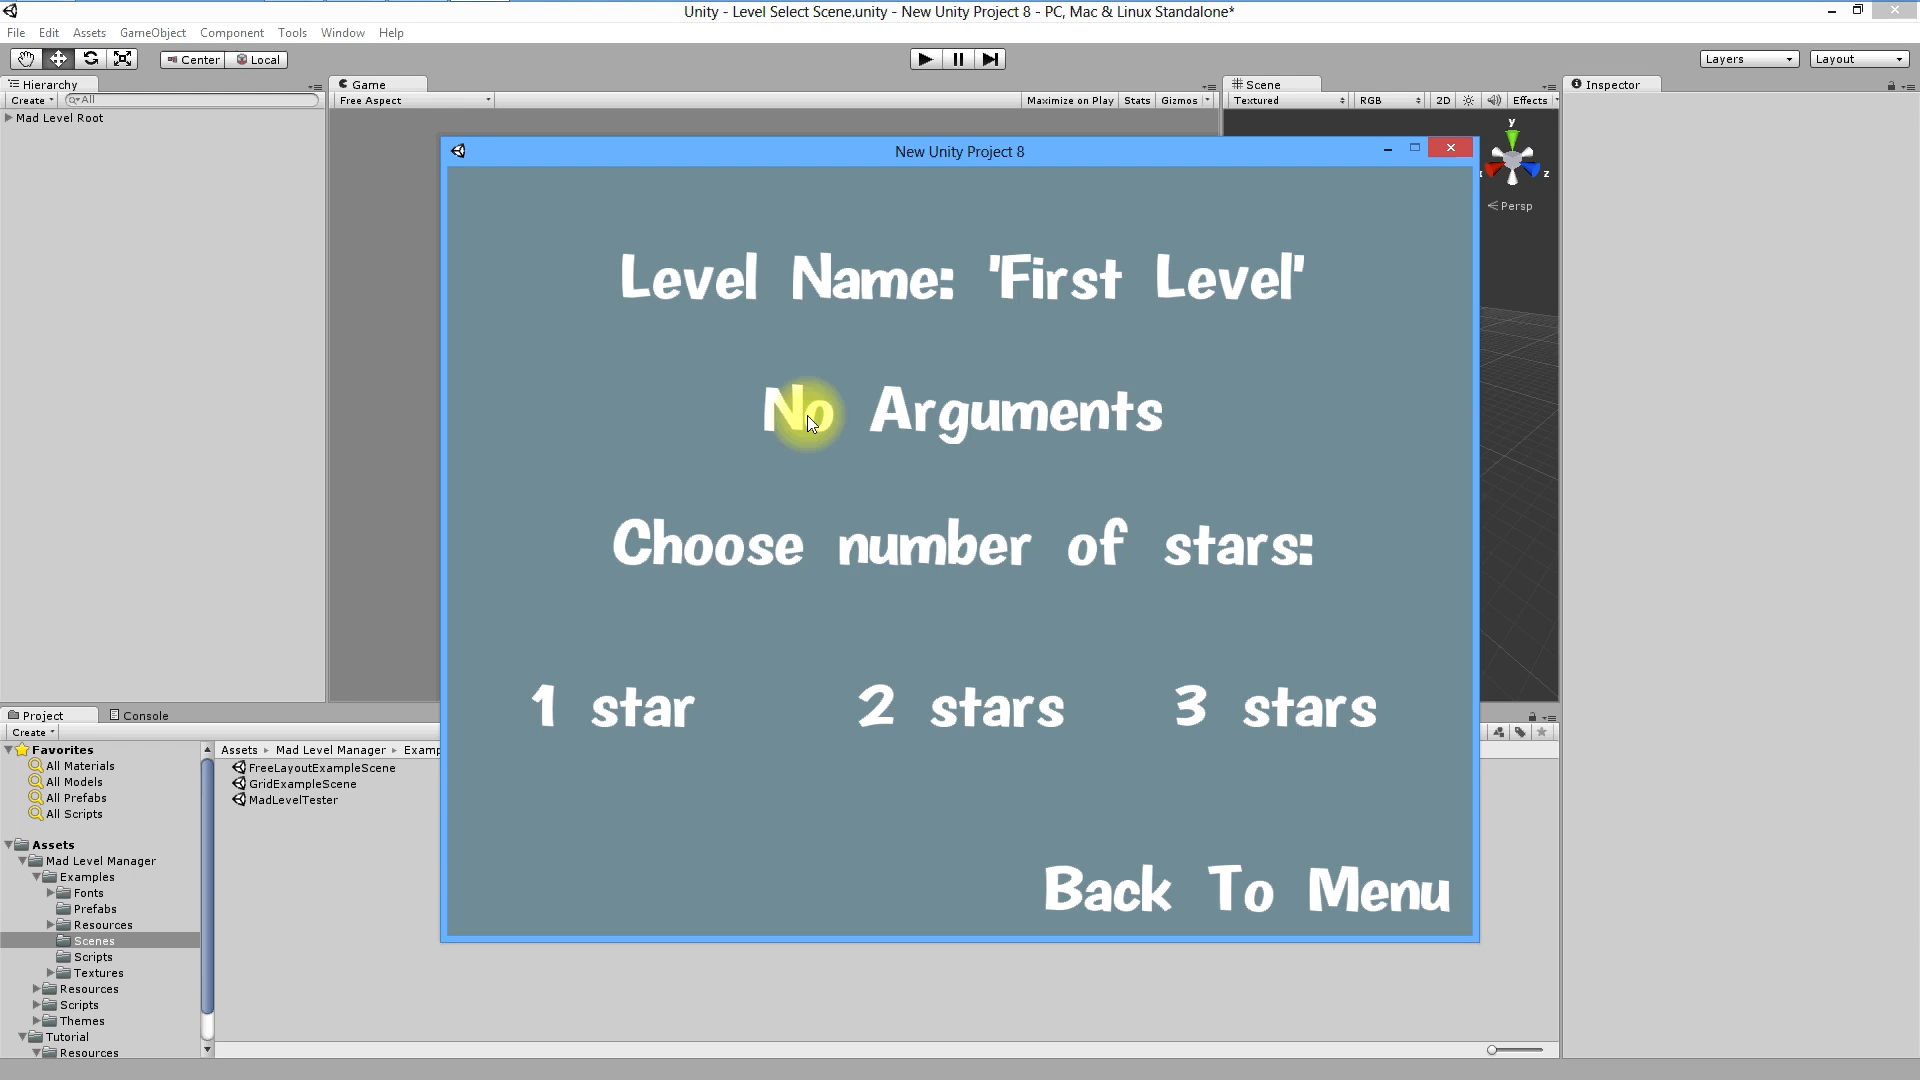 Unity - Level Select Scene.unity - New Unity Project 8 - PC, Mac & Linux Standalone*
File Edit Assets GameObject Component Tools Window Help
Center Local Layers Layout
Hierarchy Game Scene Inspector
Create All Free Aspect Maximize on Play Stats Gizmos Textured RGB 2D Effects
Mad Level Root
y
x z
Persp
New Unity Project 8
Level Name: 'First Level'
No Arguments
Choose number of stars:
1 star 2 stars 3 stars
Back To Menu
Project Console
Create
Favorites
All Materials
All Models
All Prefabs
All Scripts
Assets
Mad Level Manager
Examples
Fonts
Prefabs
Resources
Scenes
Scripts
Textures
Resources
Scripts
Themes
Tutorial
Resources
Assets Mad Level Manager Examp
FreeLayoutExampleScene
GridExampleScene
MadLevelTester